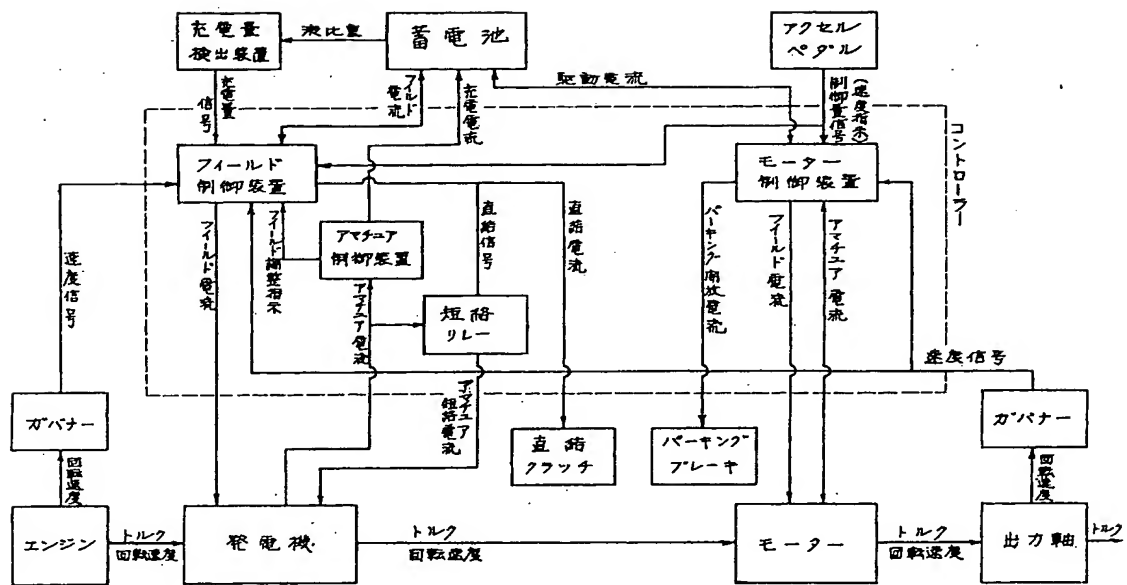 充電量
検出装置
液比重
蓄電池
アクセル
ペダル
充電量
信号
フィールド
電流
充電電流
駆動電流
制御量信号
(速度指示)
コントローラー
フィールド
制御装置
モーター
制御装置
アマチュア
制御装置
速度信号
フィールド電流
フィールド調整指示
アマチュア電流
直結信号
直結電流
パーキング開放電流
フィールド電流
アマチュア電流
短絡
リレー
速度信号
アマチュア
短絡電流
ガバナー
直結
クラッチ
パーキング
ブレーキ
ガバナー
回転速度
回転速度
エンジン
トルク
回転速度
発電機
トルク
回転速度
モーター
トルク
回転速度
出力軸
トルク